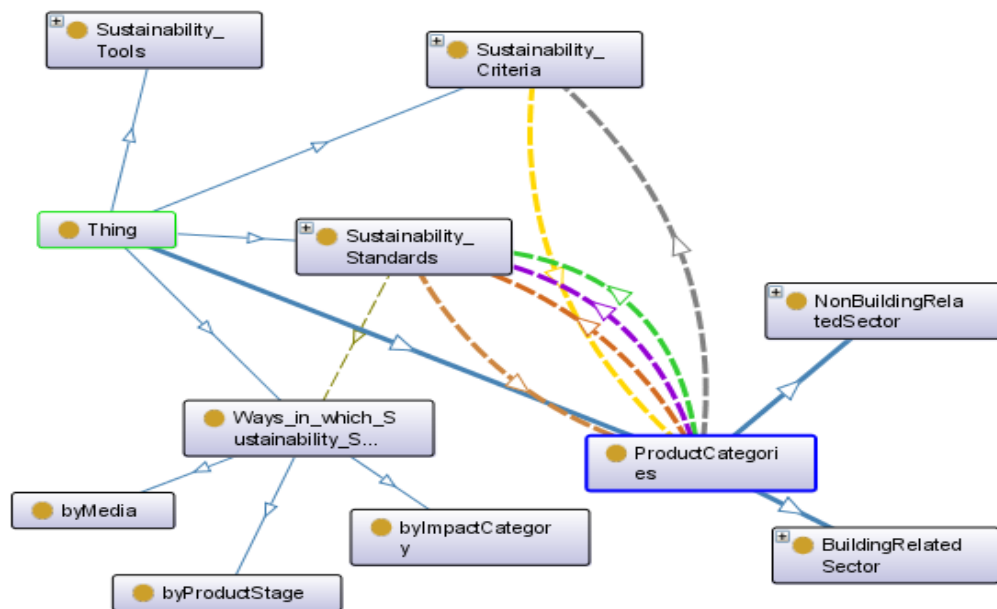 Sustainability_
Tools
Sustainability_
Criteria
Thing
Sustainability_
Standards
NonBuildingRela
tedSector
Ways_in_which_S
ustainability_S...
ProductCategori
es
byMedia
byImpactCategor
y
BuildingRelated
Sector
byProductStage